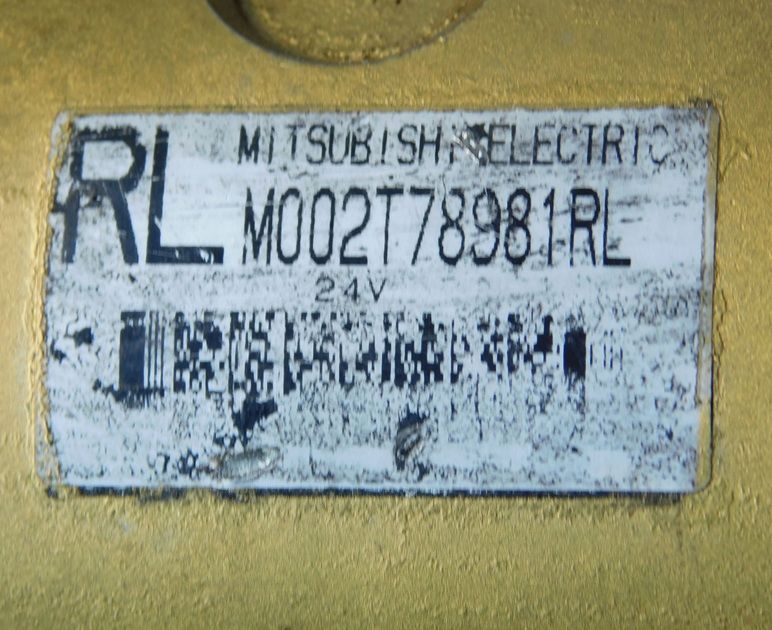 RL
MITSUBISHI ELECTRIC
M002T78981RL
24V